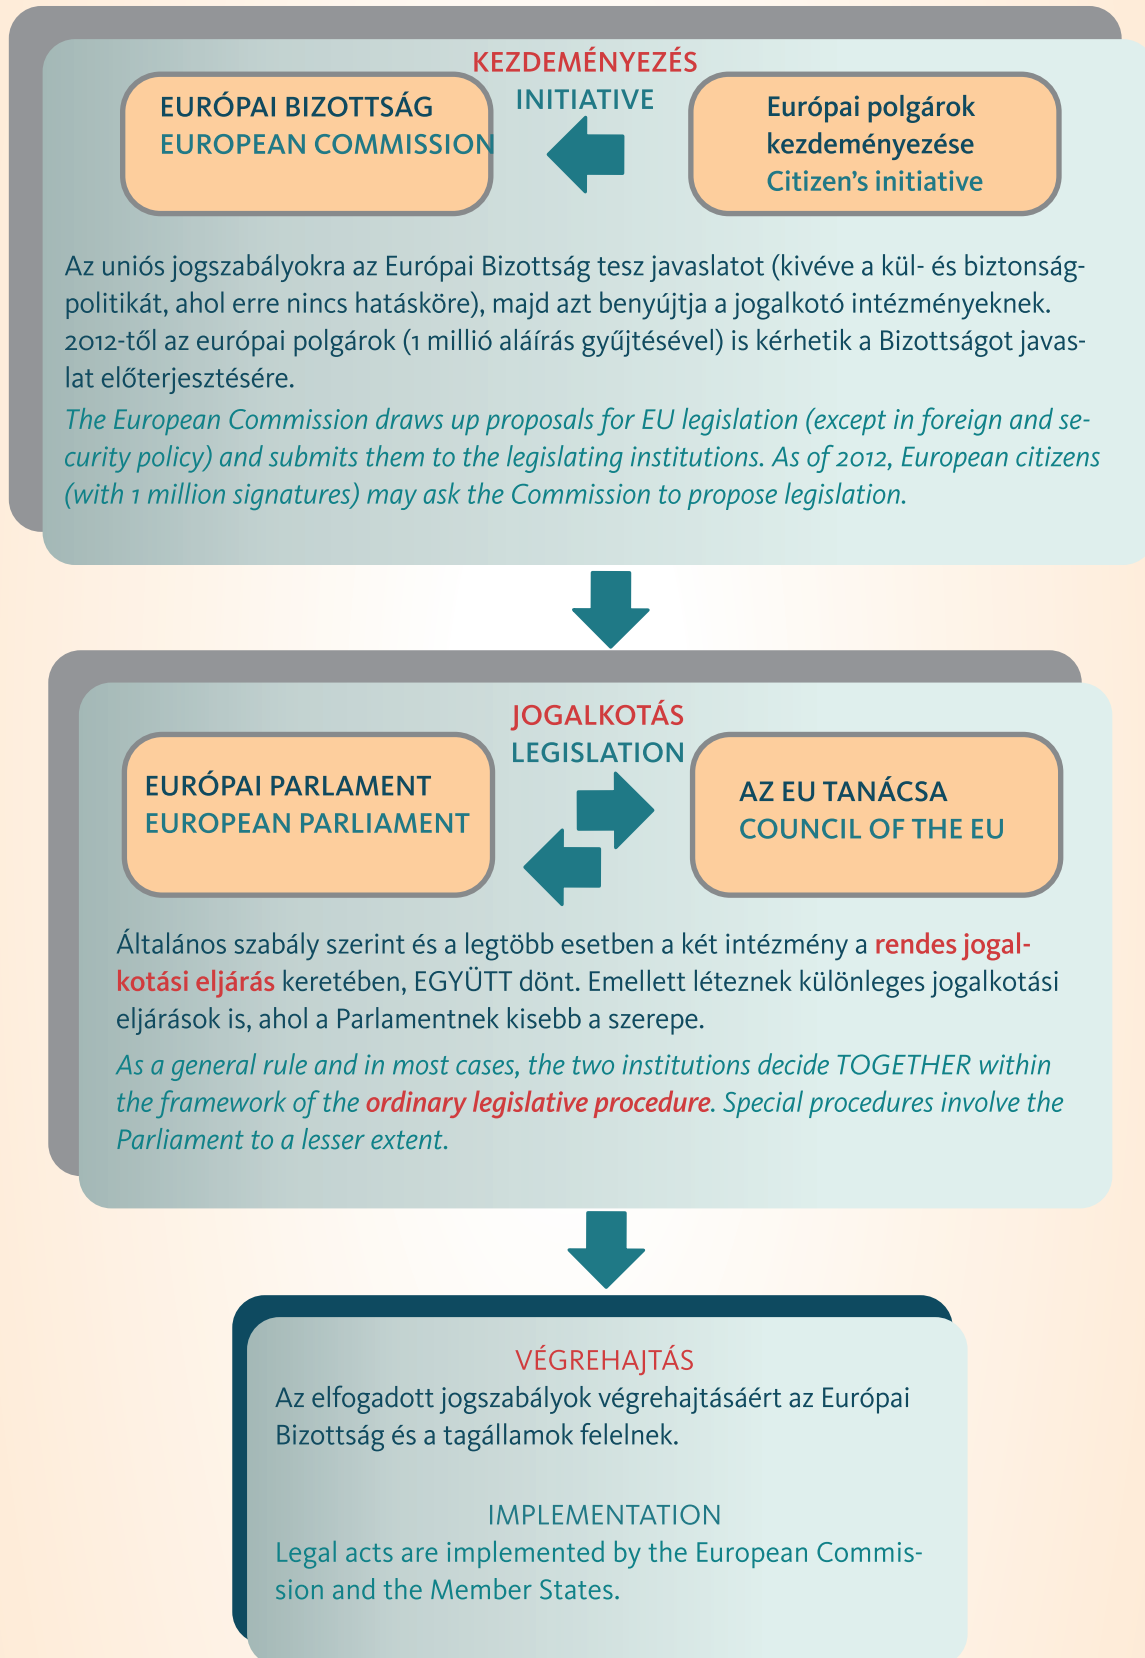 KEZDEMÉNYEZÉS
INITIATIVE
EURÓPAI BIZOTTSÁG
EUROPEAN COMMISSION
Európai polgárok
kezdeményezése
Citizen's initiative
Az uniós jogszabályokra az Európai Bizottság tesz javaslatot (kivéve a kül- és biztonság-
politikát, ahol erre nincs hatásköre), majd azt benyújtja a jogalkotó intézményeknek.
2012-től az európai polgárok (1 millió aláírás gyűjtésével) is kérhetik a Bizottságot javas-
lat előterjesztésére.
The European Commission draws up proposals for EU legislation (except in foreign and se-
curity policy) and submits them to the legislating institutions. As of 2012, European citizens
(with 1 million signatures) may ask the Commission to propose legislation.
JOGALKOTÁS
LEGISLATION
EURÓPAI PARLAMENT
EUROPEAN PARLIAMENT
AZ EU TANÁCSA
COUNCIL OF THE EU
Általános szabály szerint és a legtöbb esetben a két intézmény a rendes jogal-
kotási eljárás keretében, EGYÜTT dönt. Emellett léteznek különleges jogalkotási
eljárások is, ahol a Parlamentnek kisebb a szerepe.
As a general rule and in most cases, the two institutions decide TOGETHER within
the framework of the ordinary legislative procedure. Special procedures involve the
Parliament to a lesser extent.
VÉGREHAJTÁS
Az elfogadott jogszabályok végrehajtásáért az Európai
Bizottság és a tagállamok felelnek.
IMPLEMENTATION
Legal acts are implemented by the European Commis-
sion and the Member States.